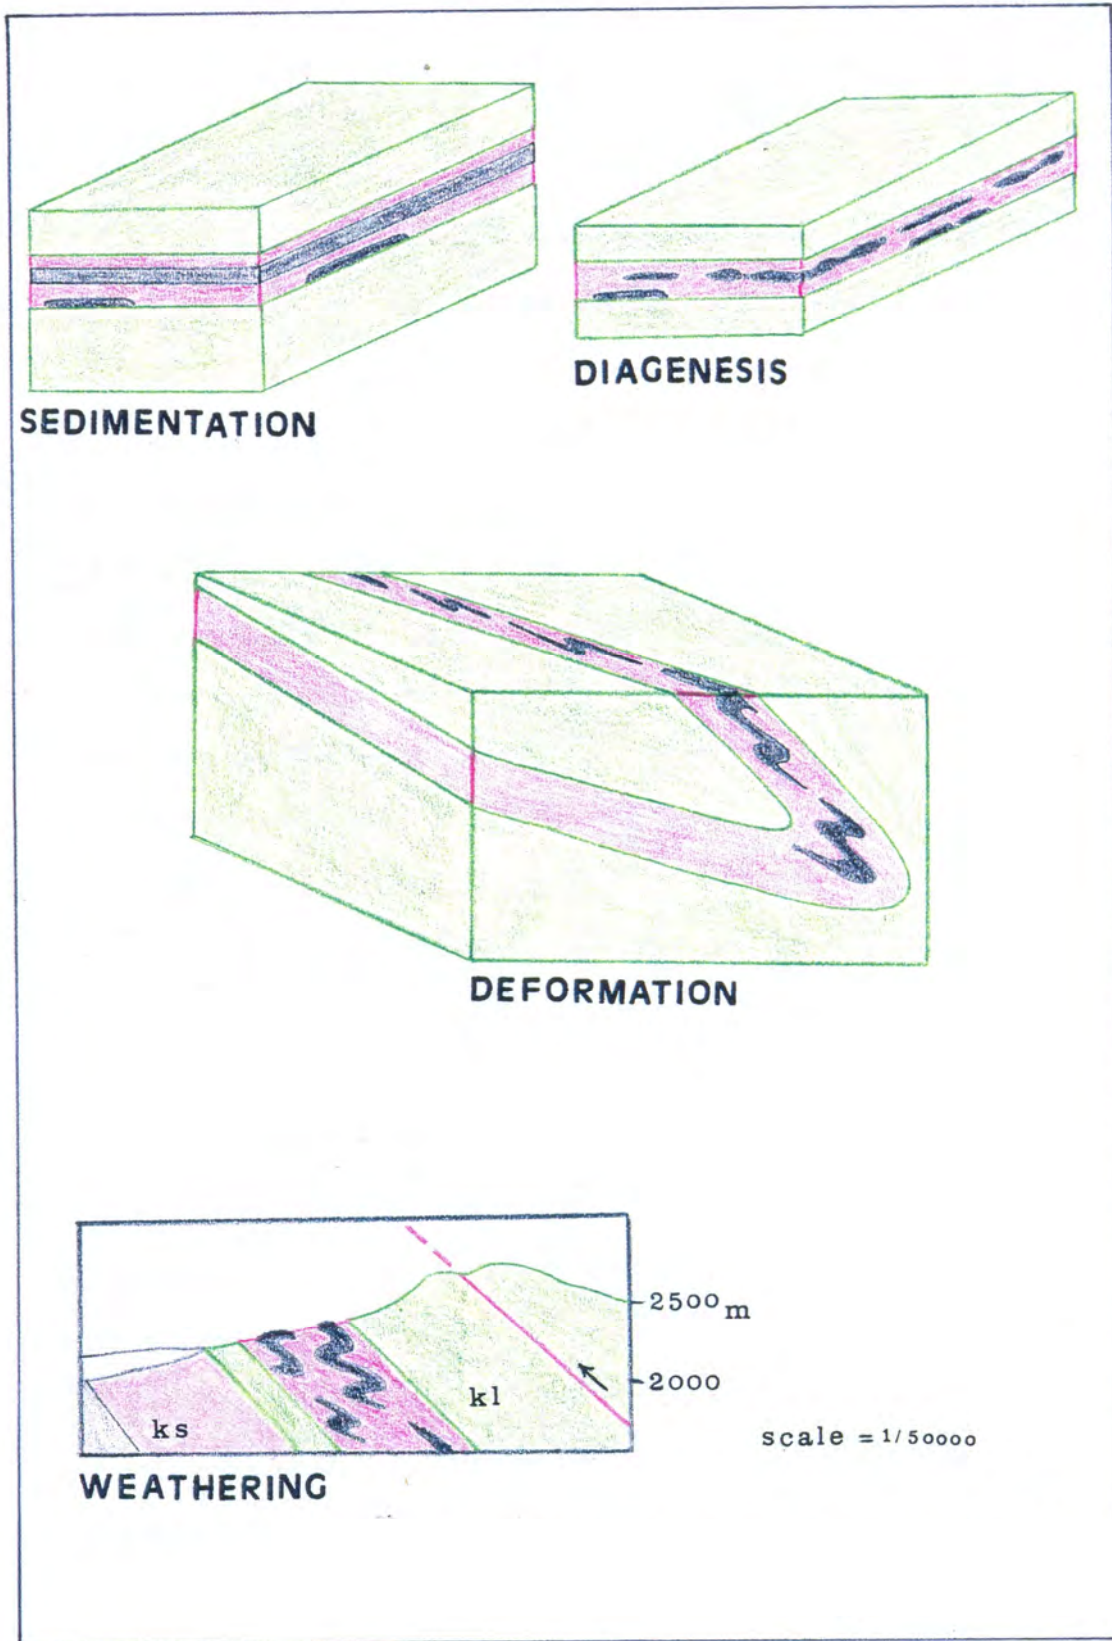 SEDIMENTATION
DIAGENESIS
DEFORMATION
2500 m
2000
kl
ks
scale = 1/50000
WEATHERING